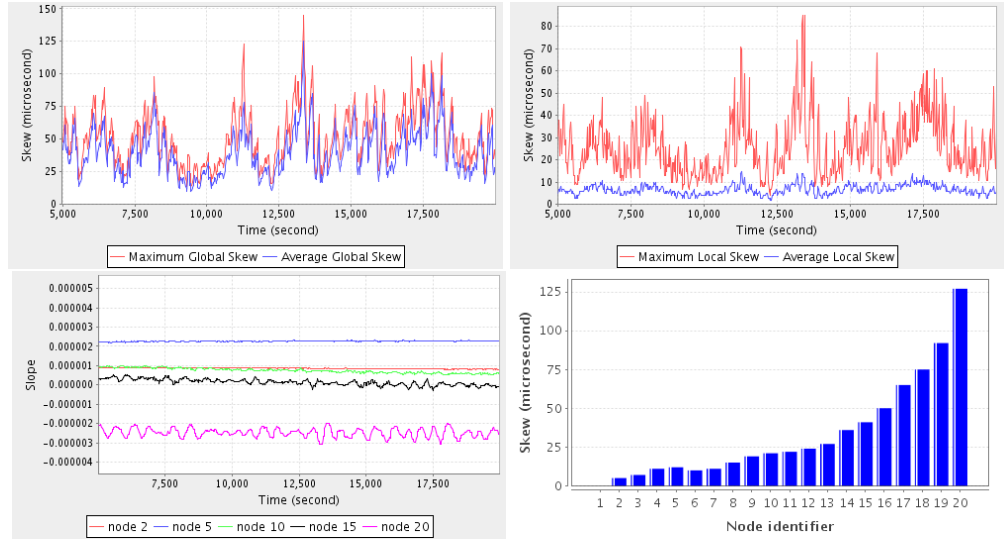 150
125
100
75
50
25
0
Skew (microsecond)
5,000 7,500 10,000 12,500 15,000 17,500
Time (second)
Maximum Global Skew Average Global Skew
80
70
60
50
40
30
20
10
0
Skew (microsecond)
5,000 7,500 10,000 12,500 15,000 17,500
Time (second)
Maximum Local Skew Average Local Skew
0.000005
0.000004
0.000003
0.000002
0.000001
0.000000
-0.000001
-0.000002
-0.000003
-0.000004
Slope
7,500 10,000 12,500 15,000 17,500
Time (second)
node 2 node 5 node 10 node 15 node 20
125
100
75
50
25
0
Skew (microsecond)
1 2 3 4 5 6 7 8 9 10 11 12 13 14 15 16 17 18 19 20
Node identifier